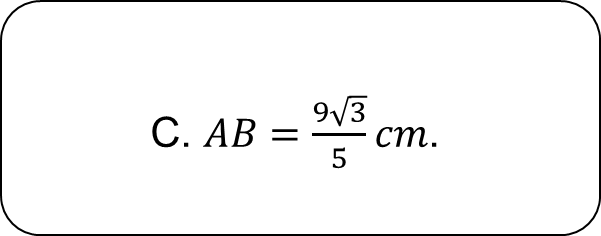 C. AB = 9√3/5 cm.